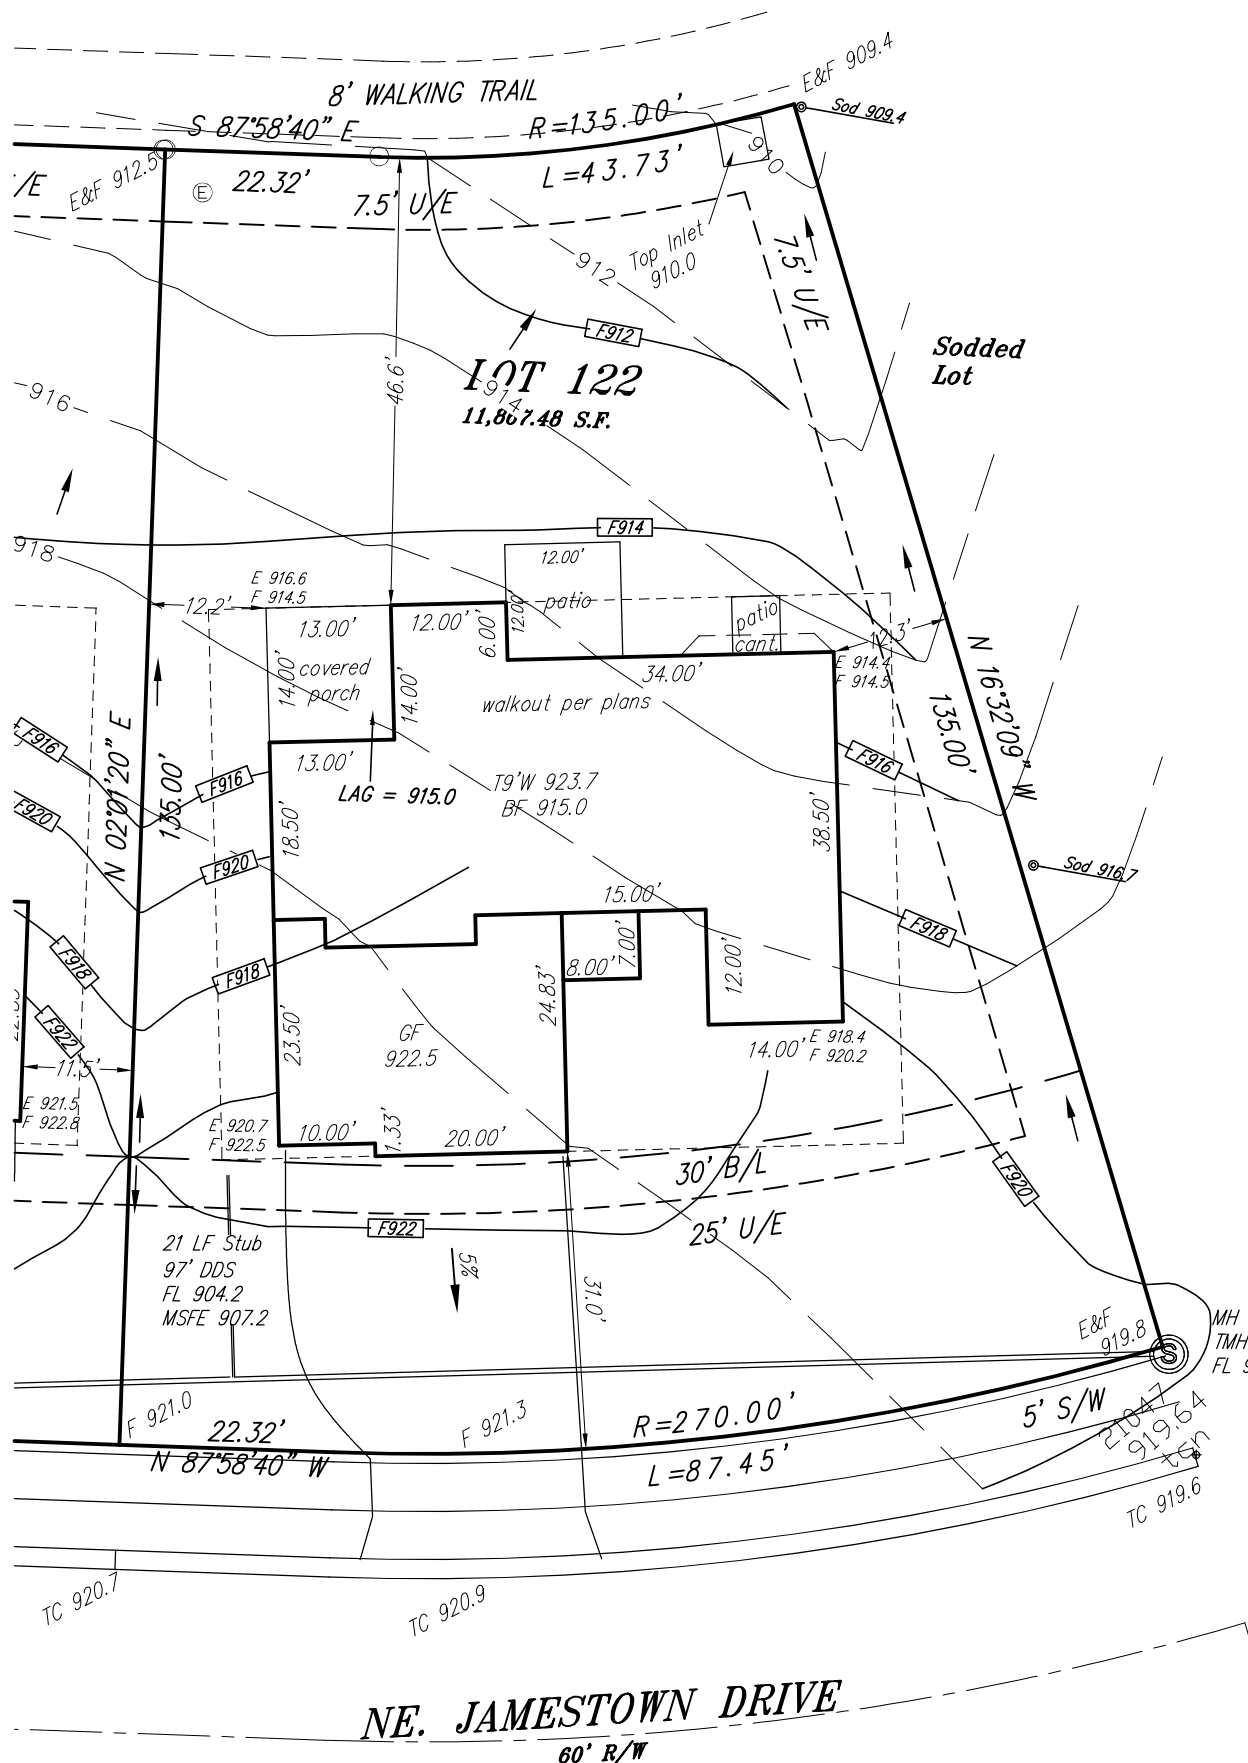 E&F 909.4
8' WALKING TRAIL
Sod 909.4
S 87°58'40" E
R=135.00'
910
E&F 912.5
/E
E
22.32'
7.5' U/E
L=43.73'
Top Inlet
910.0
912
7.5' U/E
F912
46.6'
LOT 122
914
Sodded
Lot
916
F914
918
12.00'
E 916.6
F 914.5
12.2'
13.00'
12.00'
6.00'
12.00'
patio
patio
cant.
12.3'
N 16°32'09" W
135.00'
covered
porch
14.00'
14.00'
34.00'
E 914.4
F 914.5
walkout per plans
N 02°01'20" E
135.00'
F916
F916
13.00'
LAG = 915.0
T9'W 923.7
BF 915.0
F916
F920
F920
18.50'
38.50'
Sod 916.7
15.00'
F918
F918
F918
8.00'
7.00'
12.00'
24.83'
F922
23.50'
GF
922.5
14.00'
E 918.4
F 920.2
11.5'
E 921.5
F 922.8
E 920.7
F 922.5
10.00'
1.33'
20.00'
30' B/L
F920
F922
25' U/E
21 LF Stub
97' DDS
FL 904.2
MSFE 907.2
5%
31.0'
E&F
919.8
S
MH
TMH
FL 9
F 921.0
22.32'
N 87°58'40" W
F 921.3
R=270.00'
L=87.45'
5' S/W
21047
919.64
tcn
TC 919.6
TC 920.7
TC 920.9
NE. JAMESTOWN DRIVE
60' R/W